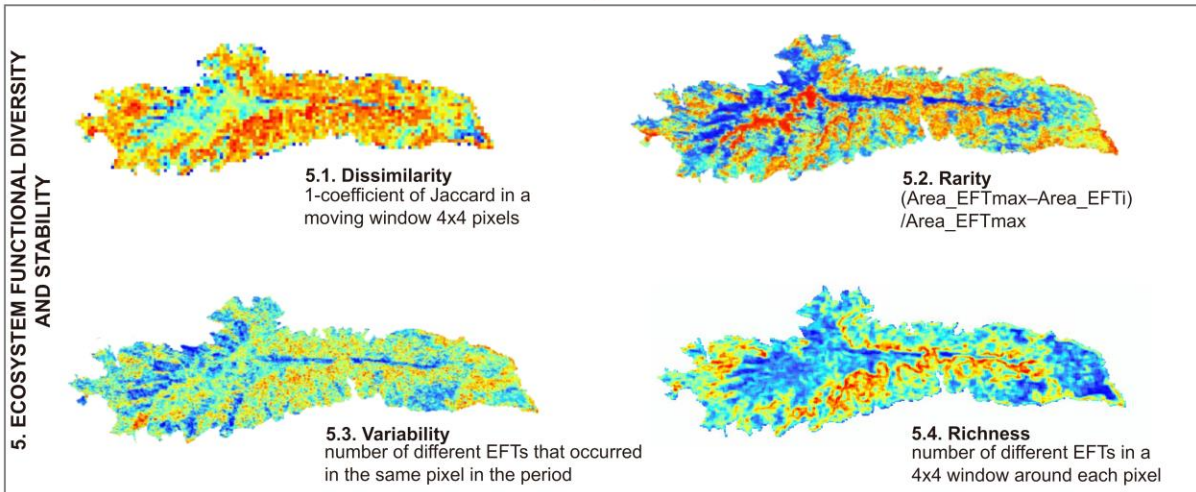 5. ECOSYSTEM FUNCTIONAL DIVERSITY
AND STABILITY
5.1. Dissimilarity
1-coefficient of Jaccard in a
moving window 4x4 pixels
5.2. Rarity
(Area_EFTmax–Area_EFTi)
/Area_EFTmax
5.3. Variability
number of different EFTs that occurred
in the same pixel in the period
5.4. Richness
number of different EFTs in a
4x4 window around each pixel